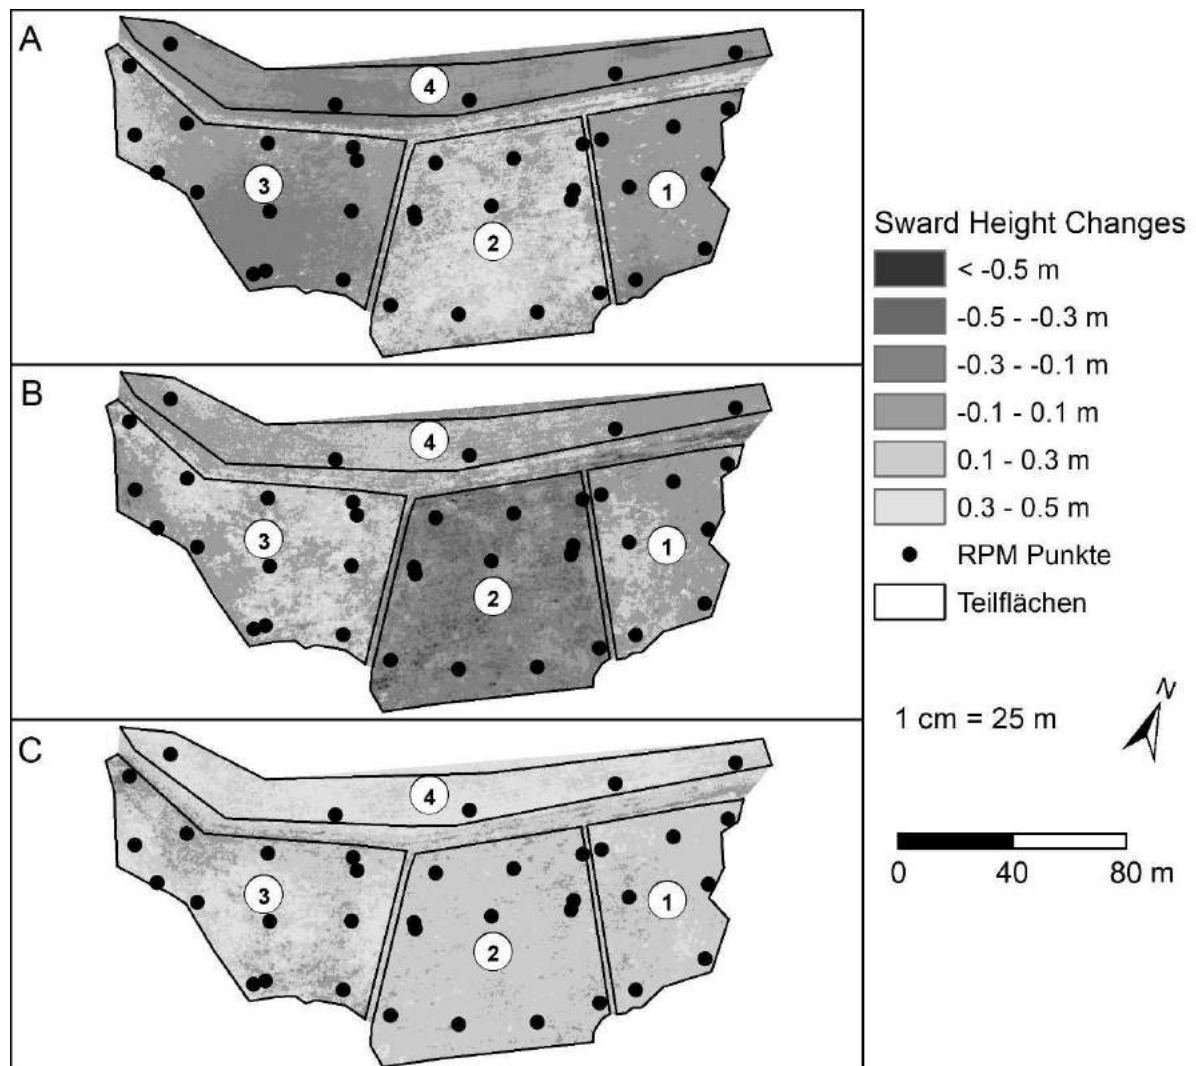 A
4
3
1
2
B
4
3
1
2
C
4
3
1
2
Sward Height Changes
< -0.5 m
-0.5 - -0.3 m
-0.3 - -0.1 m
-0.1 - 0.1 m
0.1 - 0.3 m
0.3 - 0.5 m
RPM Punkte
Teilflächen
1 cm = 25 m
N
0 40 80 m